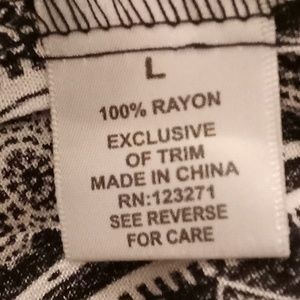 L
100% RAYON
EXCLUSIVE
OF TRIM
MADE IN CHINA
RN:123271
SEE REVERSE
FOR CARE